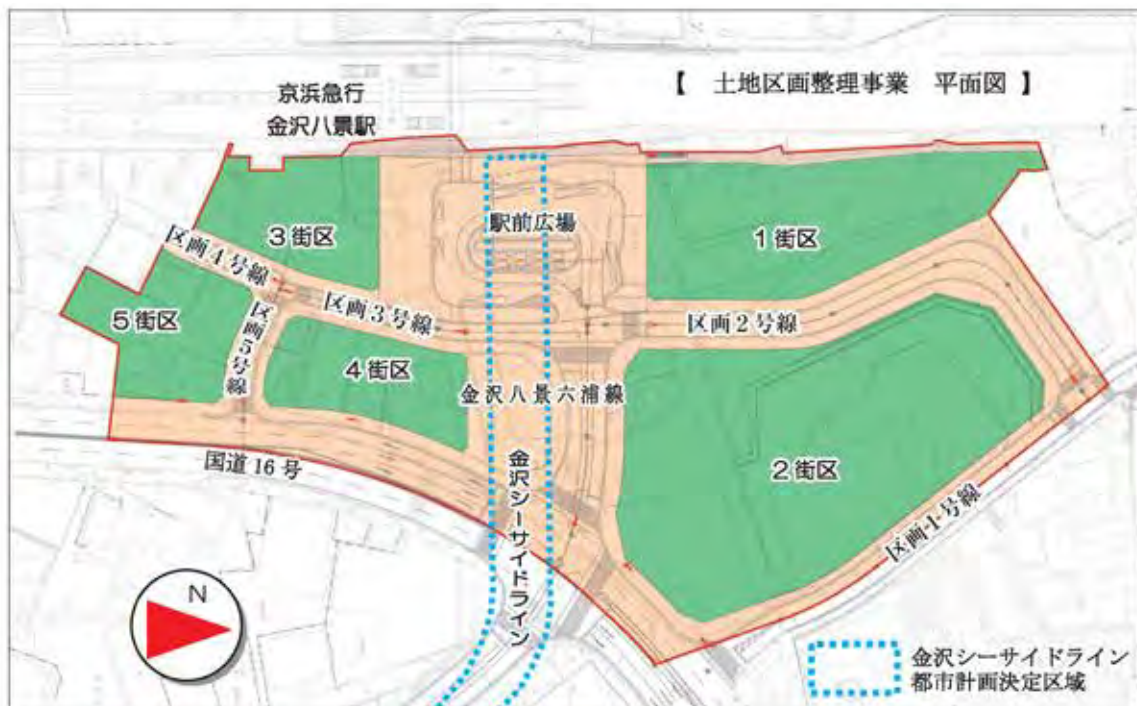 【 土地区画整理事業 平面図 】
京浜急行
金沢八景駅
駅前広場
3街区
1街区
区画4号線
区画3号線
区画2号線
5街区
区画5号線
4街区
金沢八景六浦線
国道16号
金沢シーサイドライン
2街区
区画1号線
N
金沢シーサイドライン
都市計画決定区域